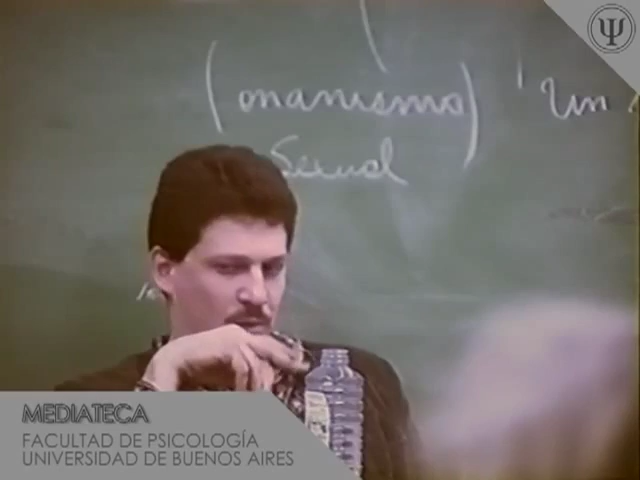 (onanismo) 'un
sexual
Ψ
MEDIATECA
FACULTAD DE PSICOLOGÍA
UNIVERSIDAD DE BUENOS AIRES